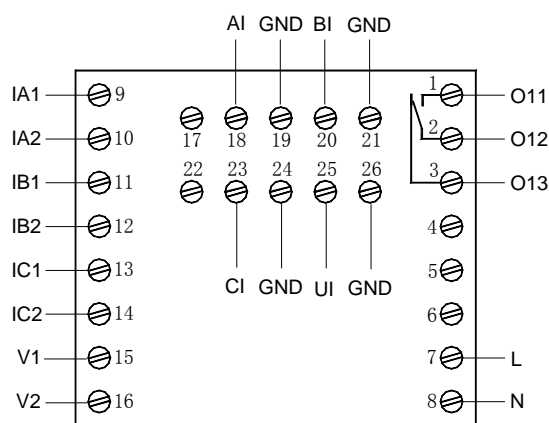 AI GND BI GND
IA1 9 1 O11
IA2 10 17 18 19 20 21 2 O12
IB1 11 22 23 24 25 26 3 O13
IB2 12 4
IC1 13 CI GND UI GND 5
IC2 14 6
V1 15 7 L
V2 16 8 N